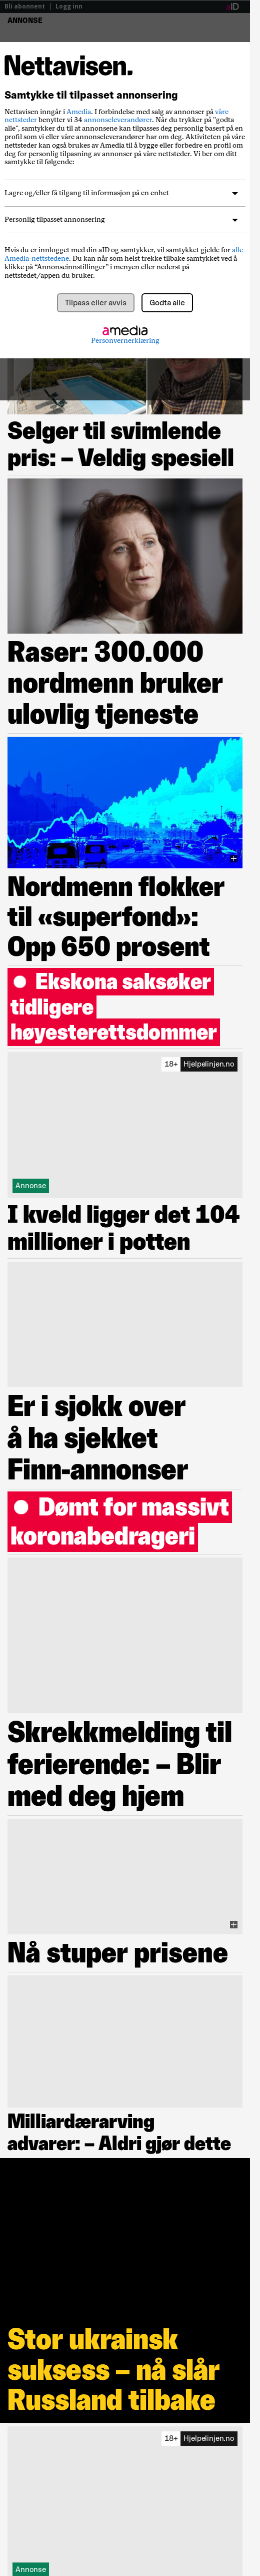 Bli abonnent | Logg inn
aID
ANNONSE
Nettavisen.
Samtykke til tilpasset annonsering
Nettavisen inngår i Amedia. I forbindelse med salg av annonser på våre
nettsteder benytter vi 34 annonseleverandører. Når du trykker på "godta
alle", samtykker du til at annonsene kan tilpasses deg personlig basert på en
profil som vi eller våre annonseleverandører har om deg. Aktiviteten på våre
nettsteder kan også brukes av Amedia til å bygge eller forbedre en profil om
deg for personlig tilpasning av annonser på våre nettsteder. Vi ber om ditt
samtykke til følgende:
Lagre og/eller få tilgang til informasjon på en enhet
Personlig tilpasset annonsering
Hvis du er innlogget med din aID og samtykker, vil samtykket gjelde for alle
Amedia-nettstedene. Du kan når som helst trekke tilbake samtykket ved å
klikke på “Annonseinnstillinger” i menyen eller nederst på
nettstedet/appen du bruker.
Tilpass eller avvis
Godta alle
amedia
Personvernerklæring
Selger til svimlende
pris: – Veldig spesiell
Raser: 300.000
nordmenn bruker
ulovlig tjeneste
Nordmenn flokker
til «superfond»:
Opp 650 prosent
Ekskona saksøker
tidligere
høyesterettsdommer
18+ Hjelpelinjen.no
Annonse
I kveld ligger det 104
millioner i potten
Er i sjokk over
å ha sjekket
Finn-annonser
Dømt for massivt
koronabedrageri
Skrekkmelding til
ferierende: – Blir
med deg hjem
Nå stuper prisene
Milliardærarving
advarer: – Aldri gjør dette
Stor ukrainsk
suksess – nå slår
Russland tilbake
18+ Hjelpelinjen.no
Annonse